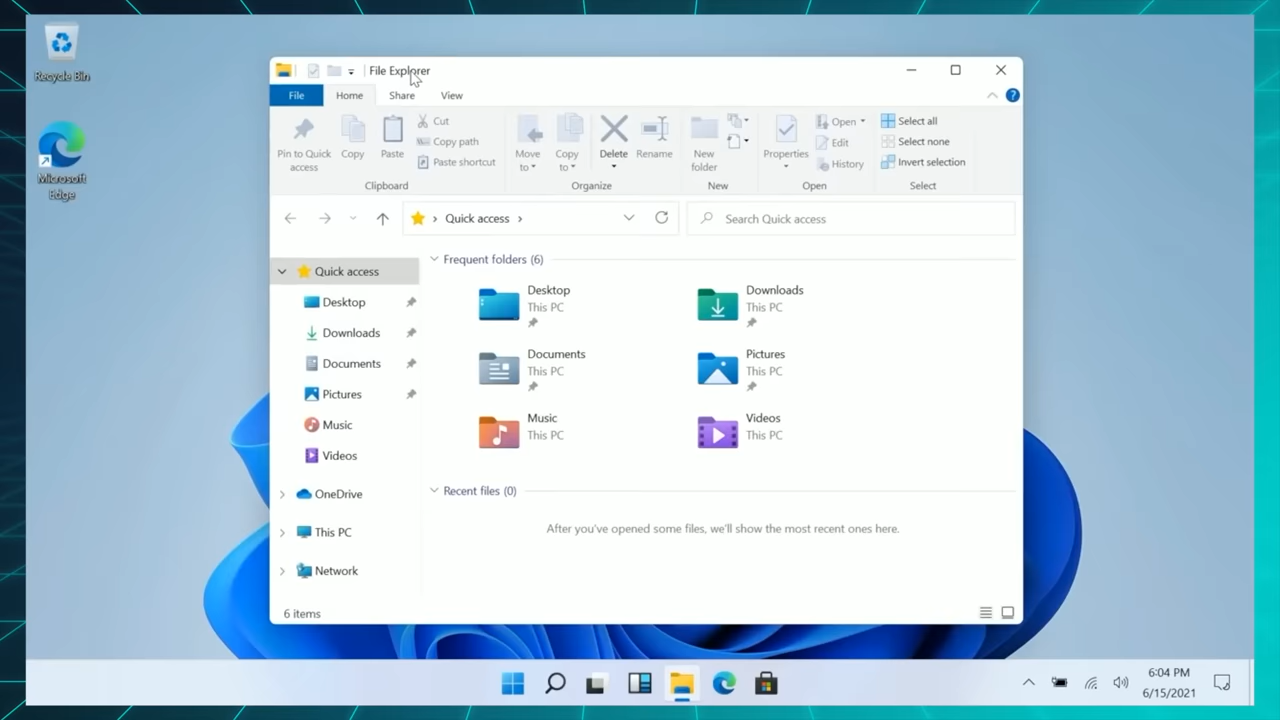 Recycle Bin
Microsoft
Edge
File Explorer
File
Home
Share
View
Pin to Quick
access
Copy
Paste
Cut
Copy path
Paste shortcut
Clipboard
Move
to
Copy
to
Delete
Rename
Organize
New
folder
New
Properties
Open
Edit
History
Open
Select all
Select none
Invert selection
Select
Quick access
Search Quick access
Quick access
Desktop
Downloads
Documents
Pictures
Music
Videos
OneDrive
This PC
Network
Frequent folders (6)
Desktop
This PC
Downloads
This PC
Documents
This PC
Pictures
This PC
Music
This PC
Videos
This PC
Recent files (0)
After you've opened some files, we'll show the most recent ones here.
6 items
6:04 PM
6/15/2021